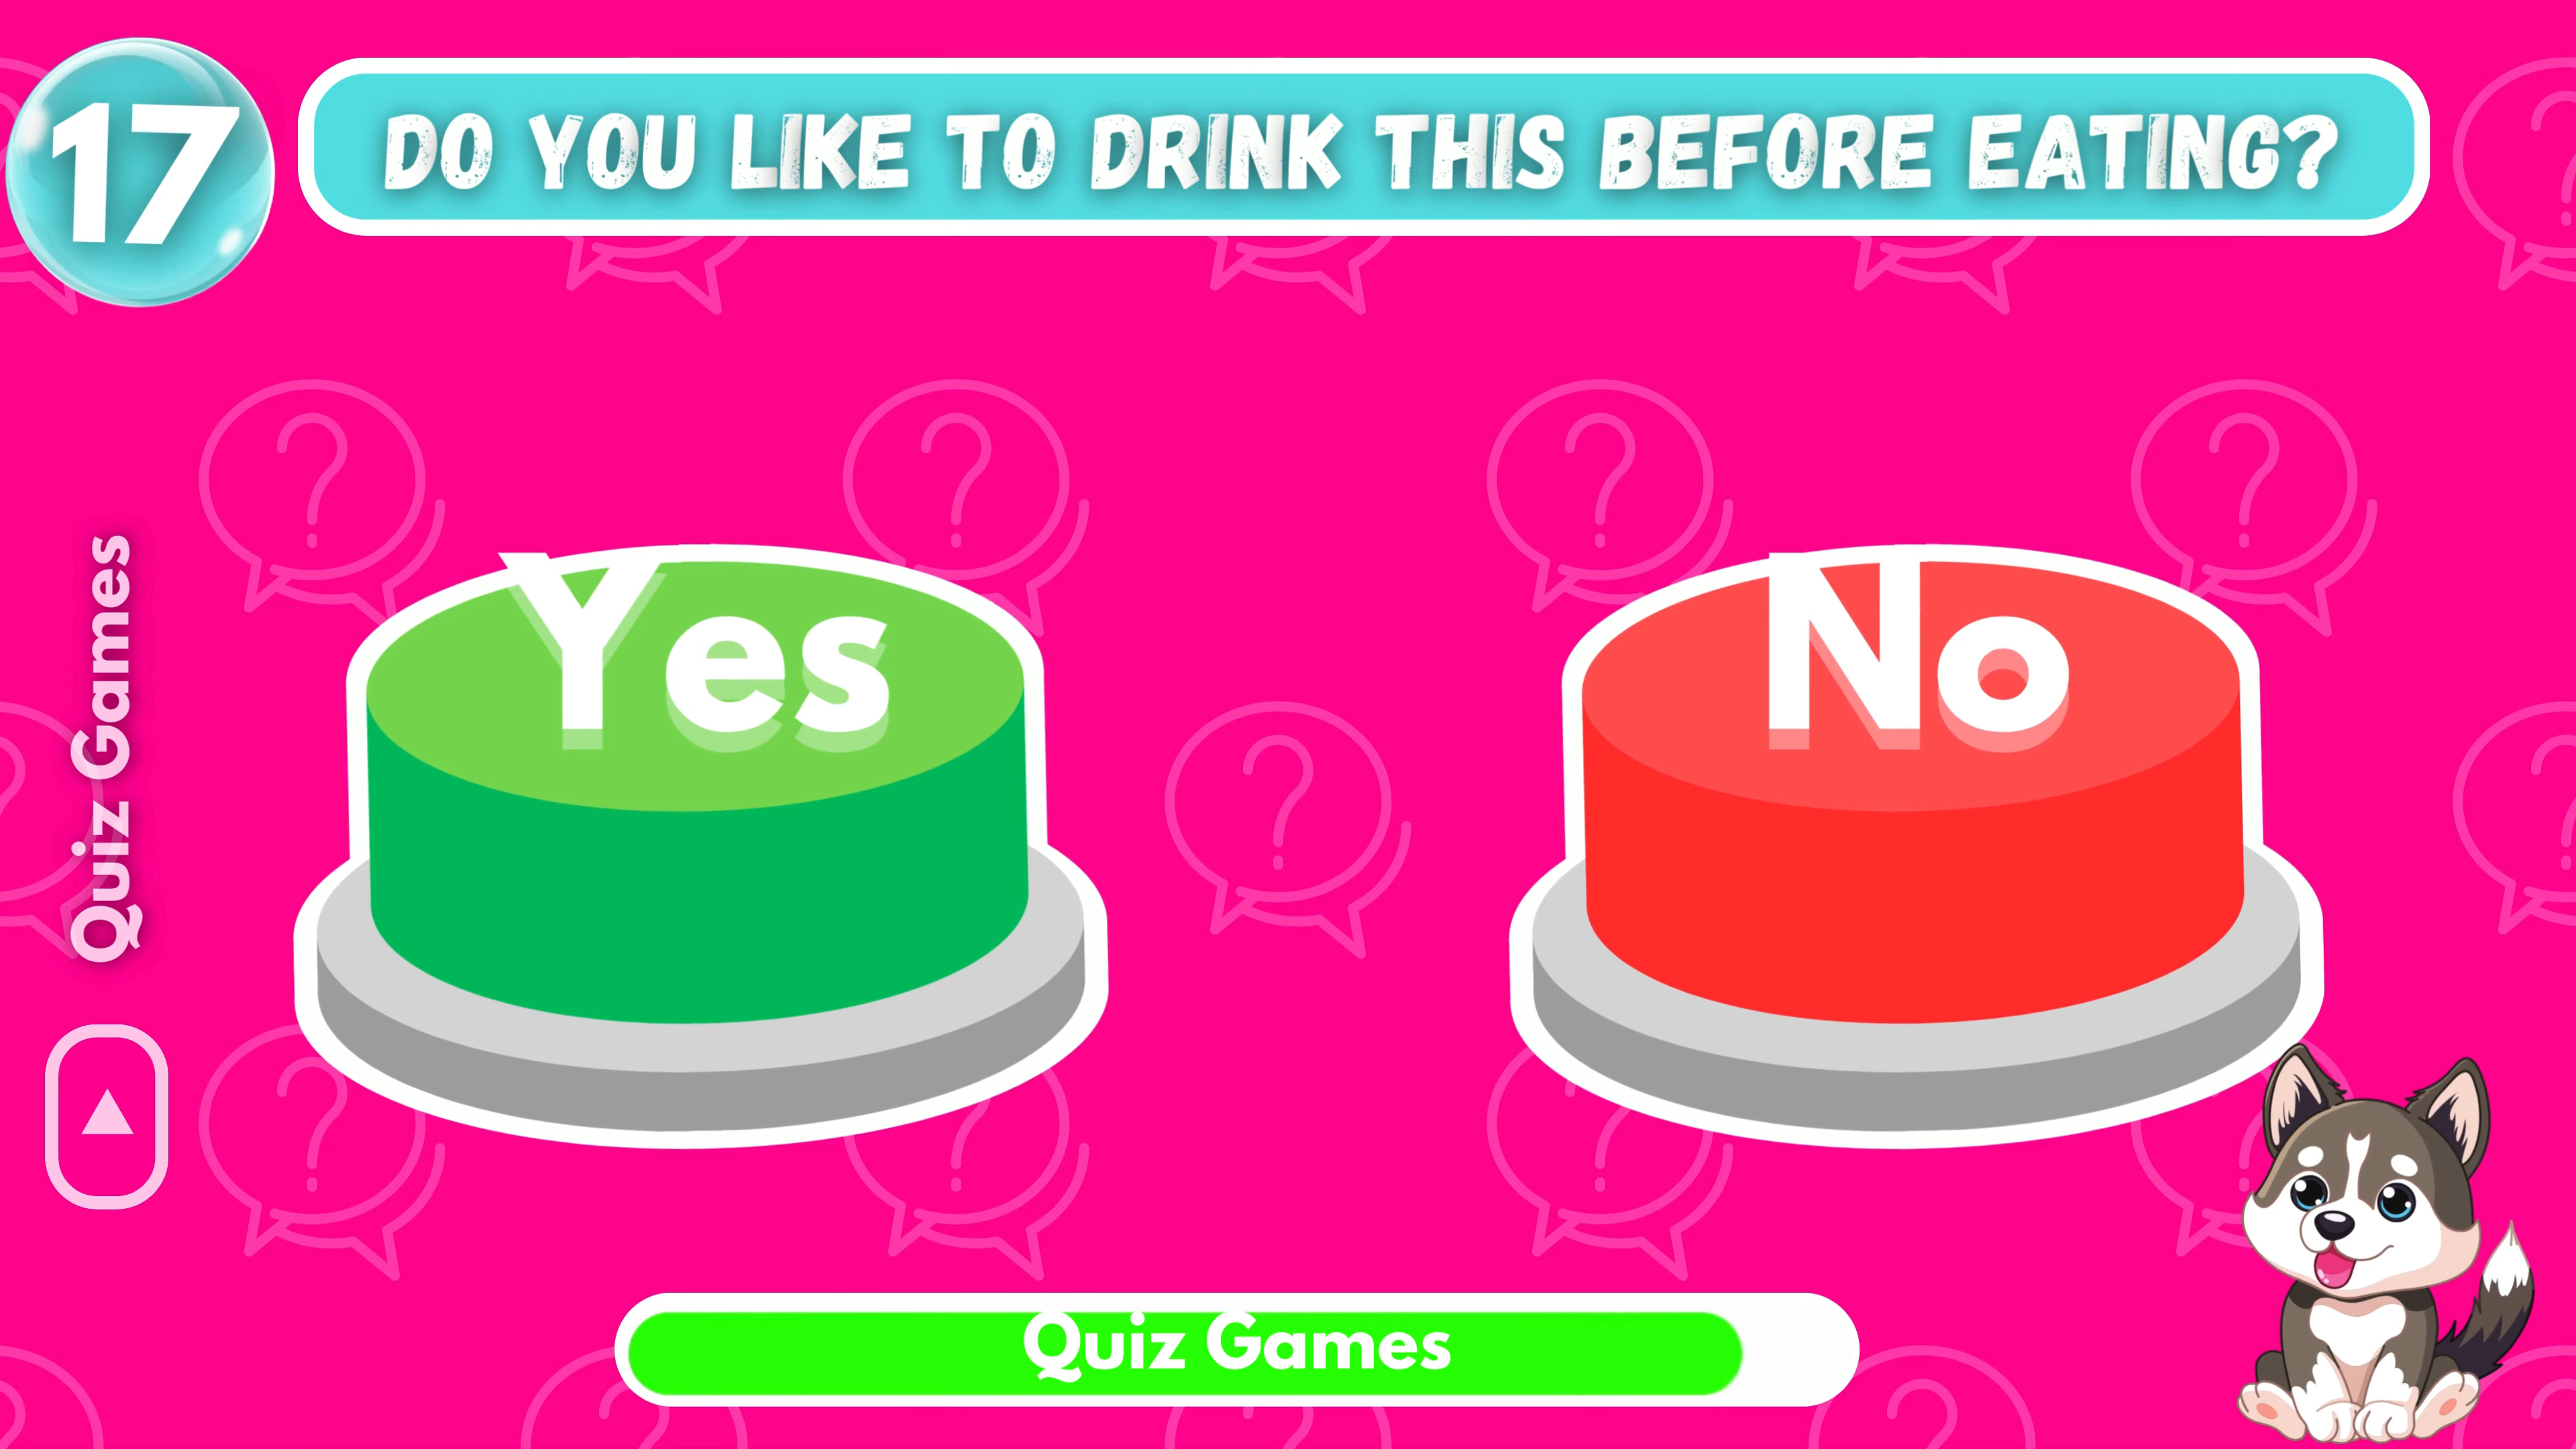 17
DO YOU LIKE TO DRINK THIS BEFORE EATING?
Quiz Games
Yes
No
Quiz Games